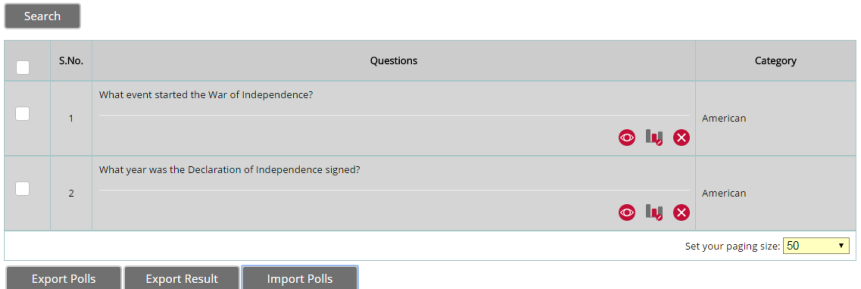 Search
S.No. Questions Category
What event started the War of Independence?
1 American
What year was the Declaration of Independence signed?
2 American
Set your paging size: 50
Export Polls Export Result Import Polls